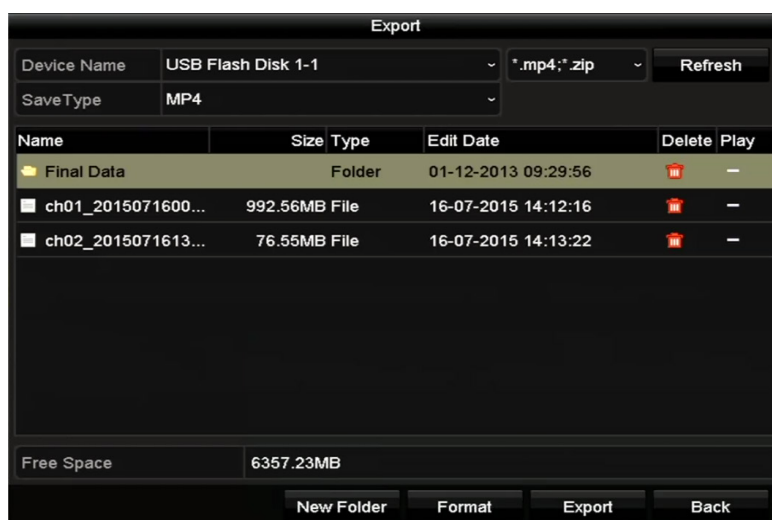 Export
Device Name USB Flash Disk 1-1 *.mp4;*.zip Refresh
SaveType MP4
Name Size Type Edit Date Delete Play
Final Data Folder 01-12-2013 09:29:56
ch01_2015071600... 992.56MB File 16-07-2015 14:12:16
ch02_2015071613... 76.55MB File 16-07-2015 14:13:22
Free Space 6357.23MB
New Folder Format Export Back